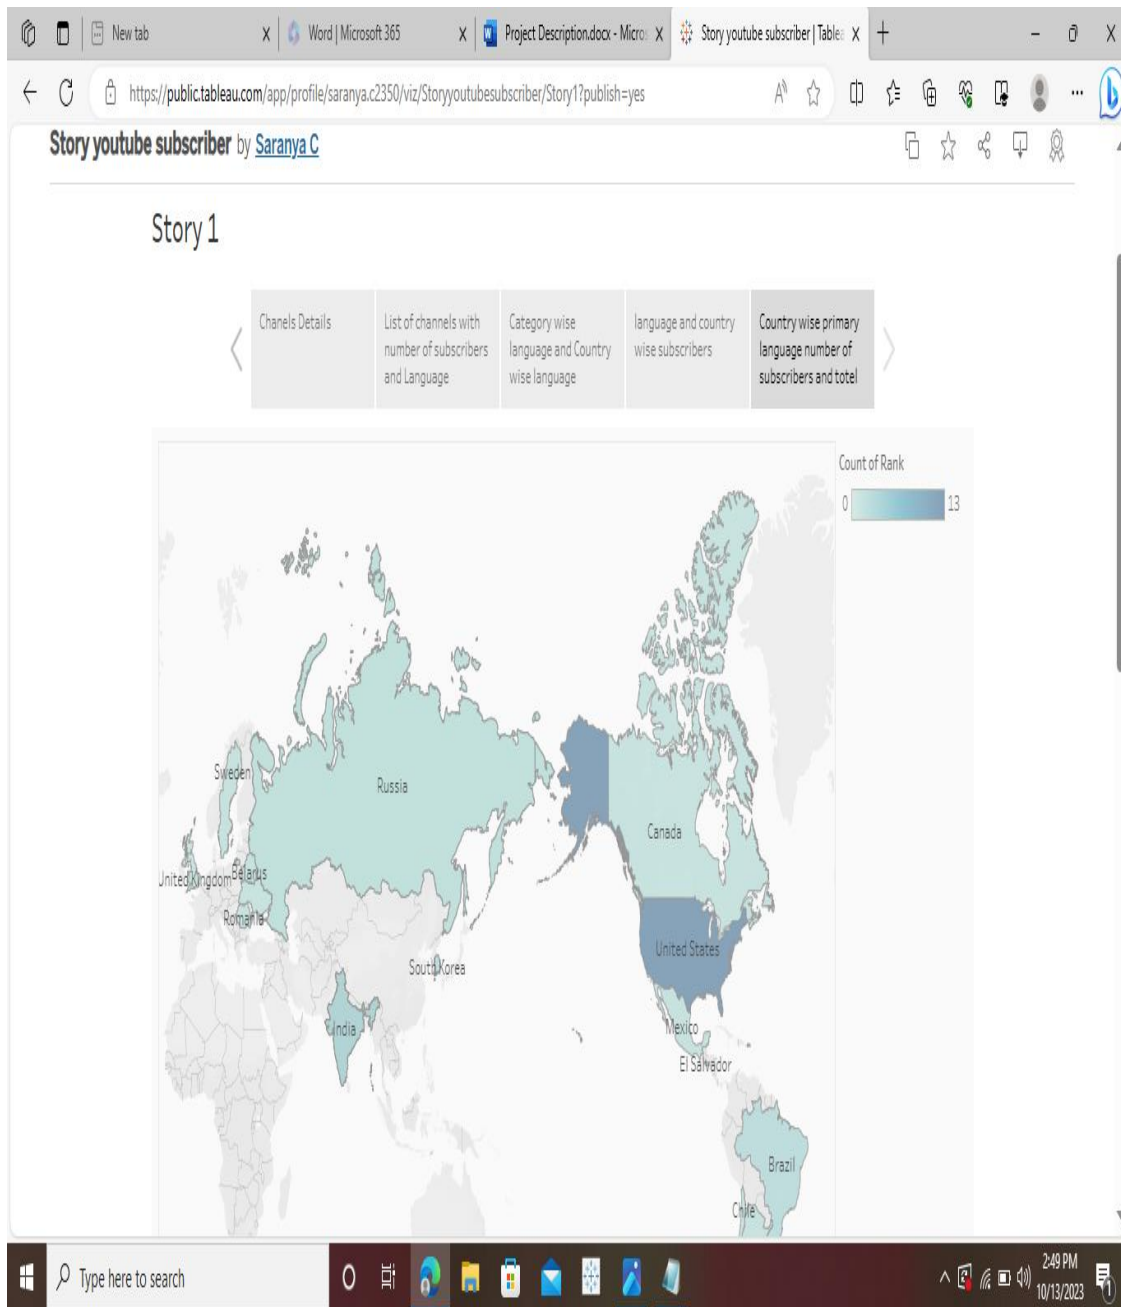 New tab
Word | Microsoft 365
Project Description.docx - Micros
Story youtube subscriber | Table
https://public.tableau.com/app/profile/saranya.c2350/viz/Storyyoutubesubscriber/Story1?publish=yes
Story youtube subscriber by Saranya C
Story 1
Chanels Details
List of channels with
number of subscribers
and Language
Category wise
language and Country
wise language
language and country
wise subscribers
Country wise primary
language number of
subscribers and totel
Count of Rank
0
13
Sweden
Russia
Canada
United Kingdom
Belarus
Romania
United States
South Korea
India
Mexico
El Salvador
Brazil
Chile
Type here to search
2:49 PM
10/13/2023
1